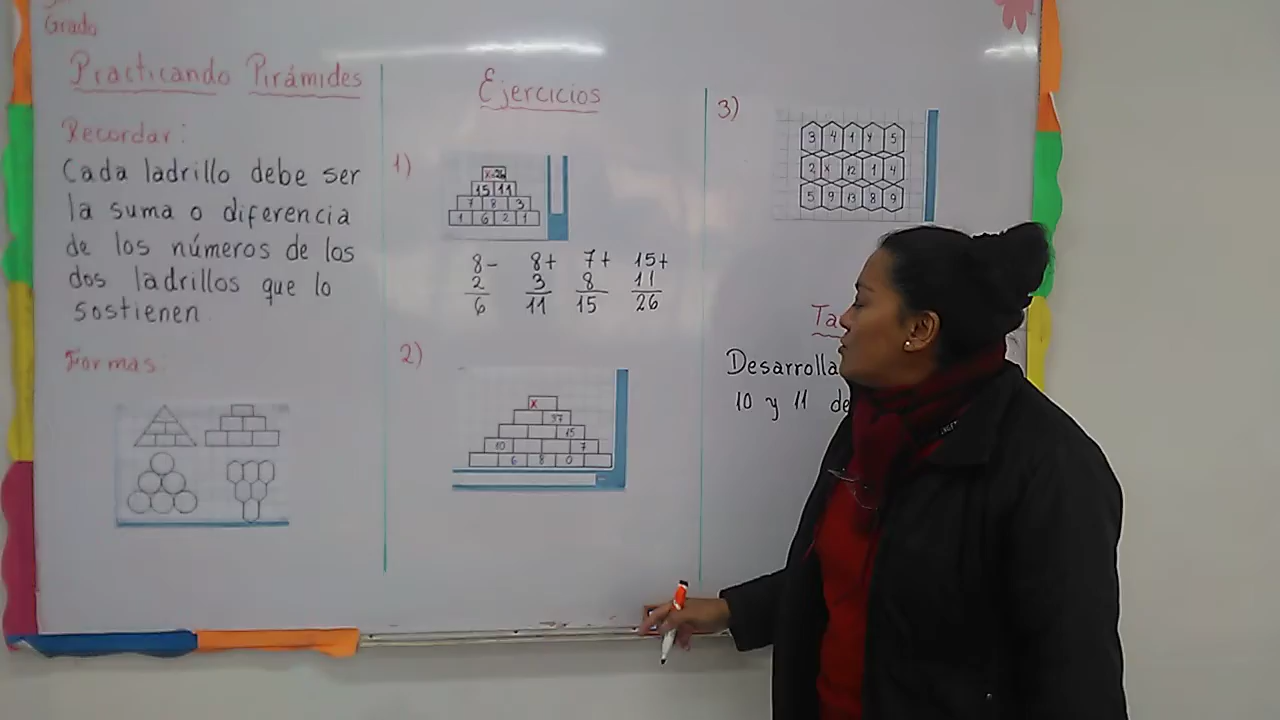 Grado
Practicando Pirámides
Recordar:
Cada ladrillo debe ser
la suma o diferencia
de los números de los
dos ladrillos que lo
sostienen
Formas:
Ejercicios
1)
x=26
15 11
7 8 3
1 6 2 1
8- 8+ 7+ 15+
2 3 8 11
6 11 15 26
2)
x
37
15
10 7
6 8 0
3)
3 4 1 4 5
2 x 12 1 4
5 9 13 8 9
Desarrolla
10 y 11 de